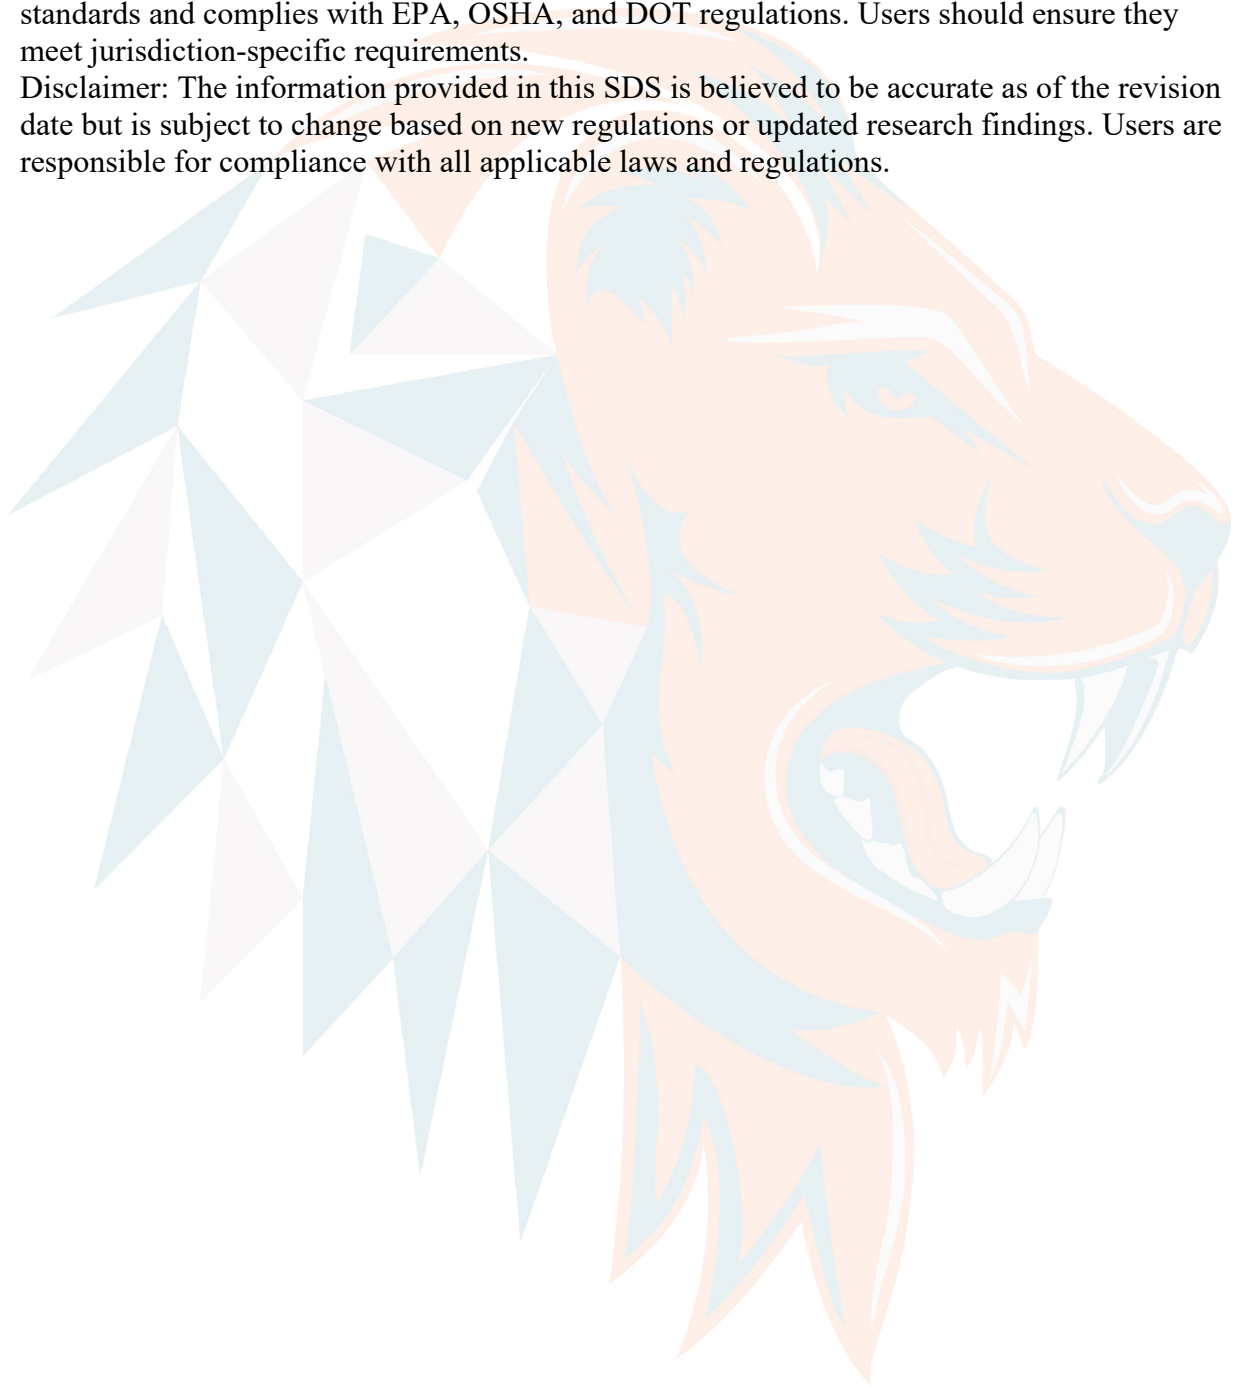 standards and complies with EPA, OSHA, and DOT regulations. Users should ensure they
meet jurisdiction-specific requirements.
Disclaimer: The information provided in this SDS is believed to be accurate as of the revision
date but is subject to change based on new regulations or updated research findings. Users are
responsible for compliance with all applicable laws and regulations.